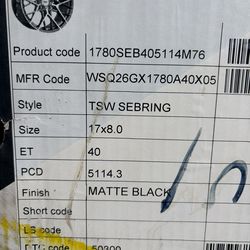 Product code 1780SEB405114M76
MFR Code WSQ26GX1780A40X05
Style TSW SEBRING
Size 17x8.0
ET 40
PCD 5114.3
Finish MATTE BLACK
Short code
LS code
50300